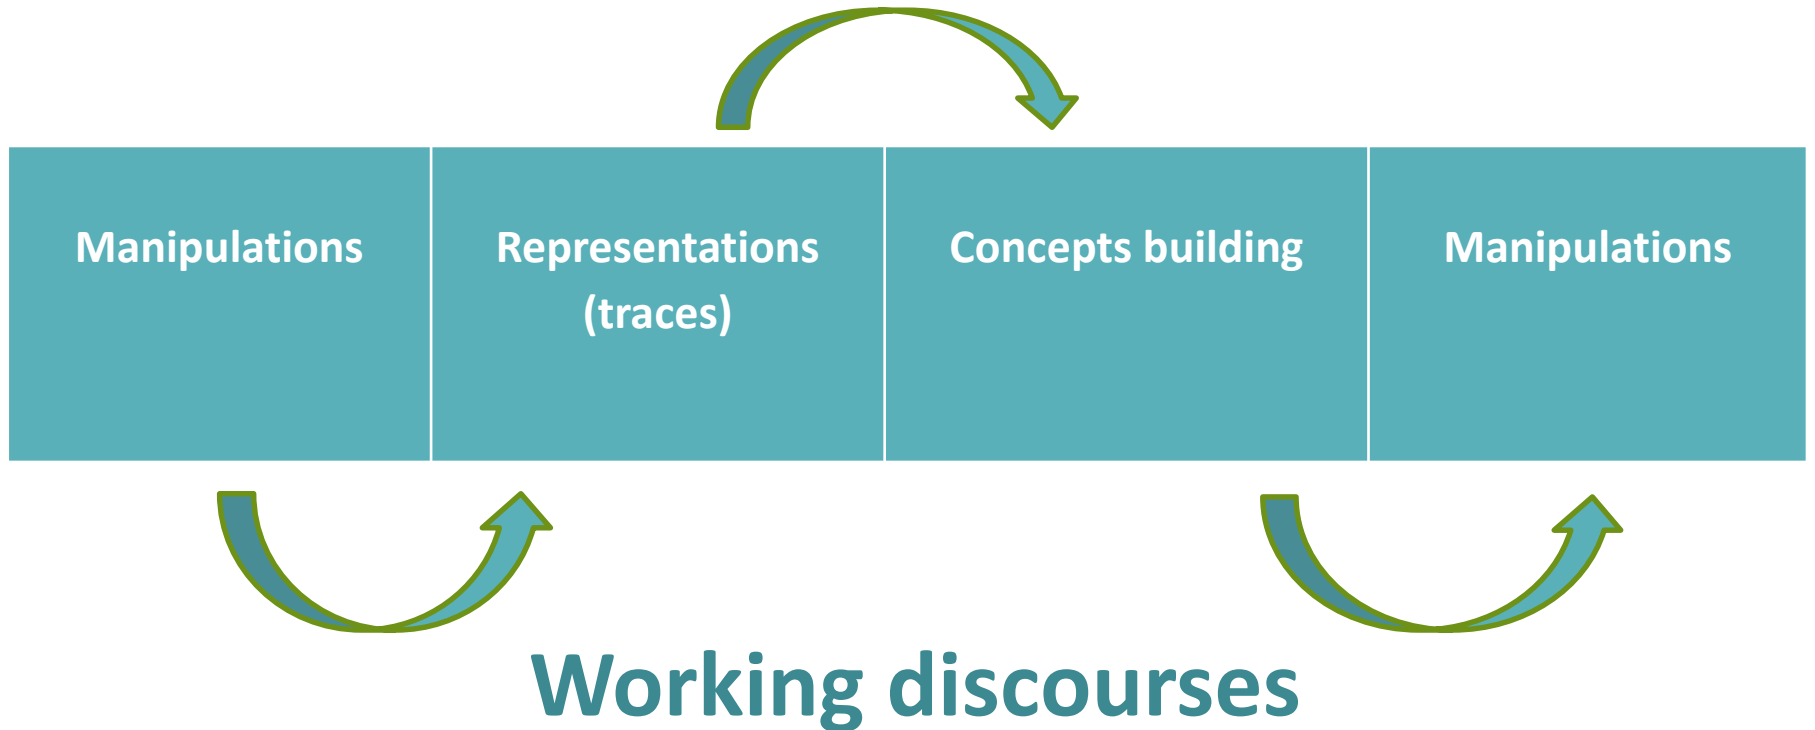 Manipulations
Representations
(traces)
Concepts building
Manipulations
Working discourses